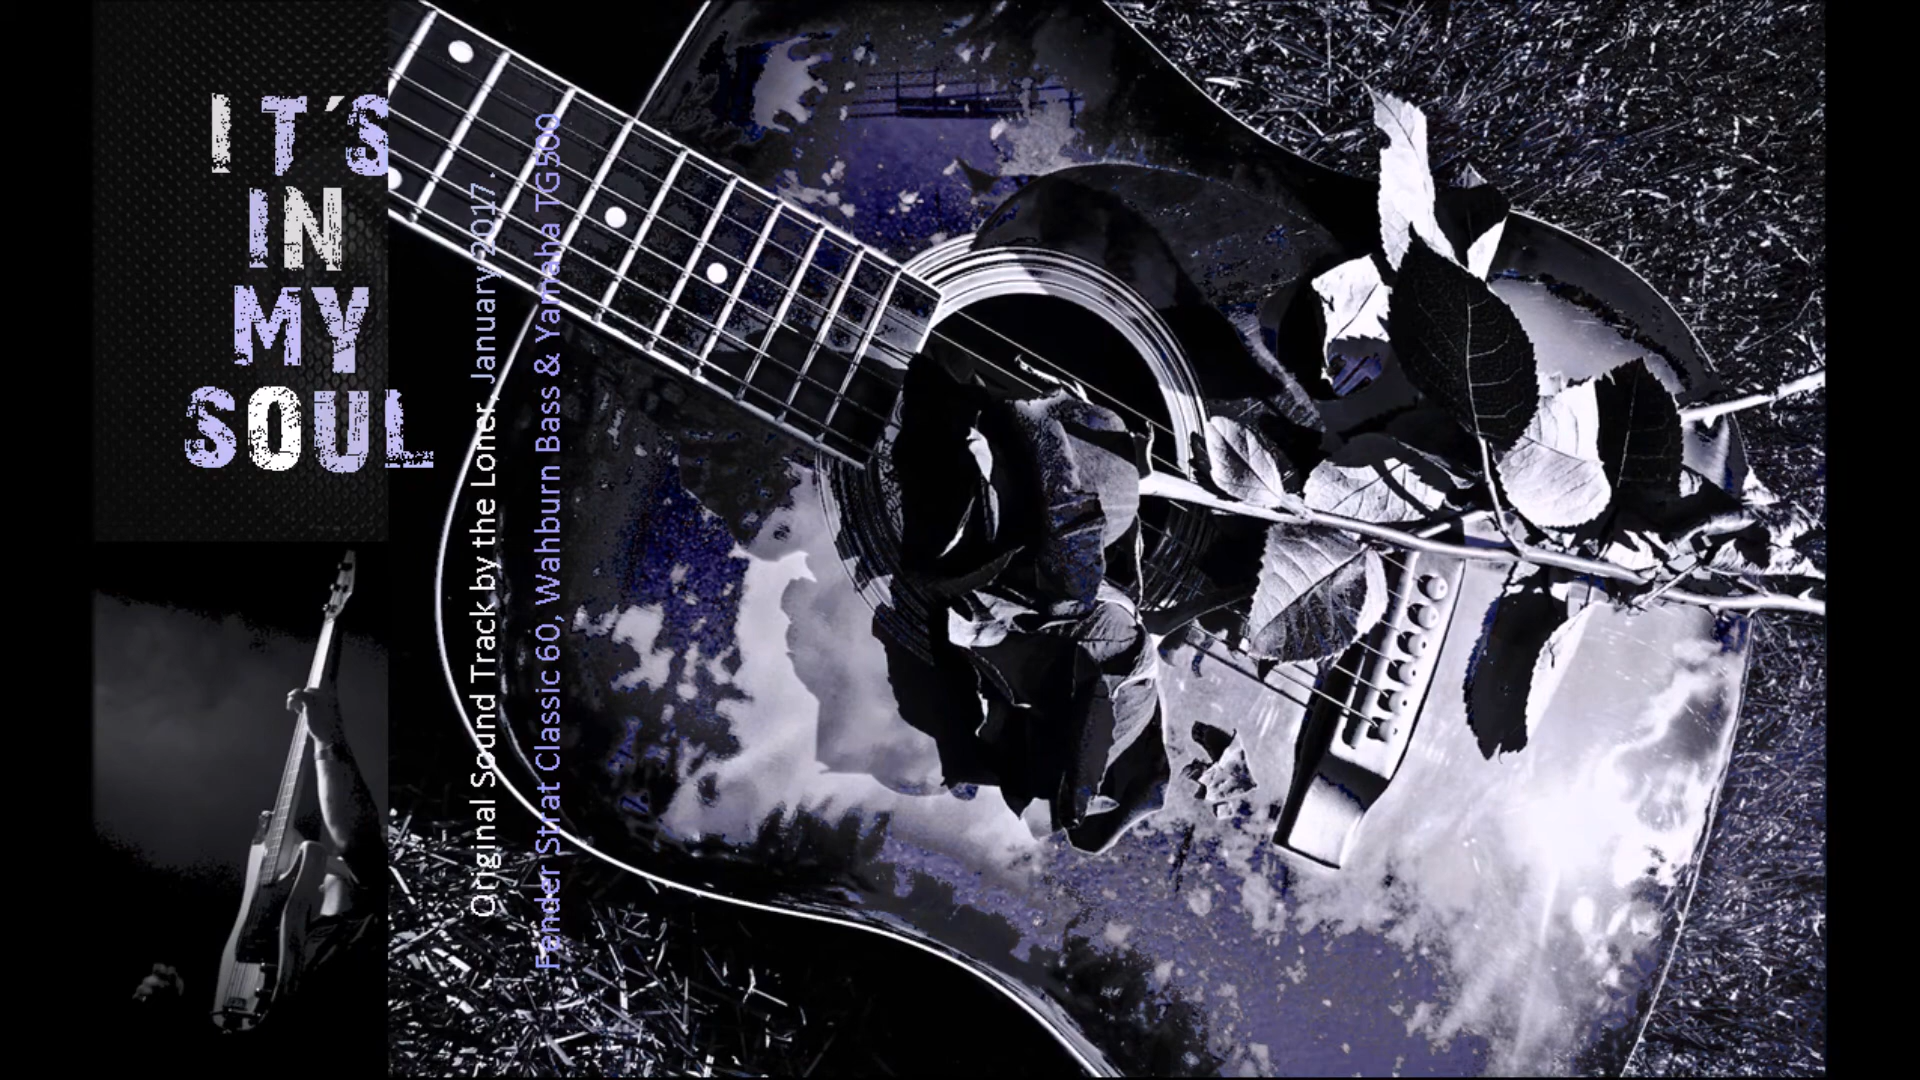 IT'S
IN
MY
SOUL
Original Sound Track by the Loner, January 2017.
Fender Strat Classic 60, Wahburn Bass & Yamaha TG500